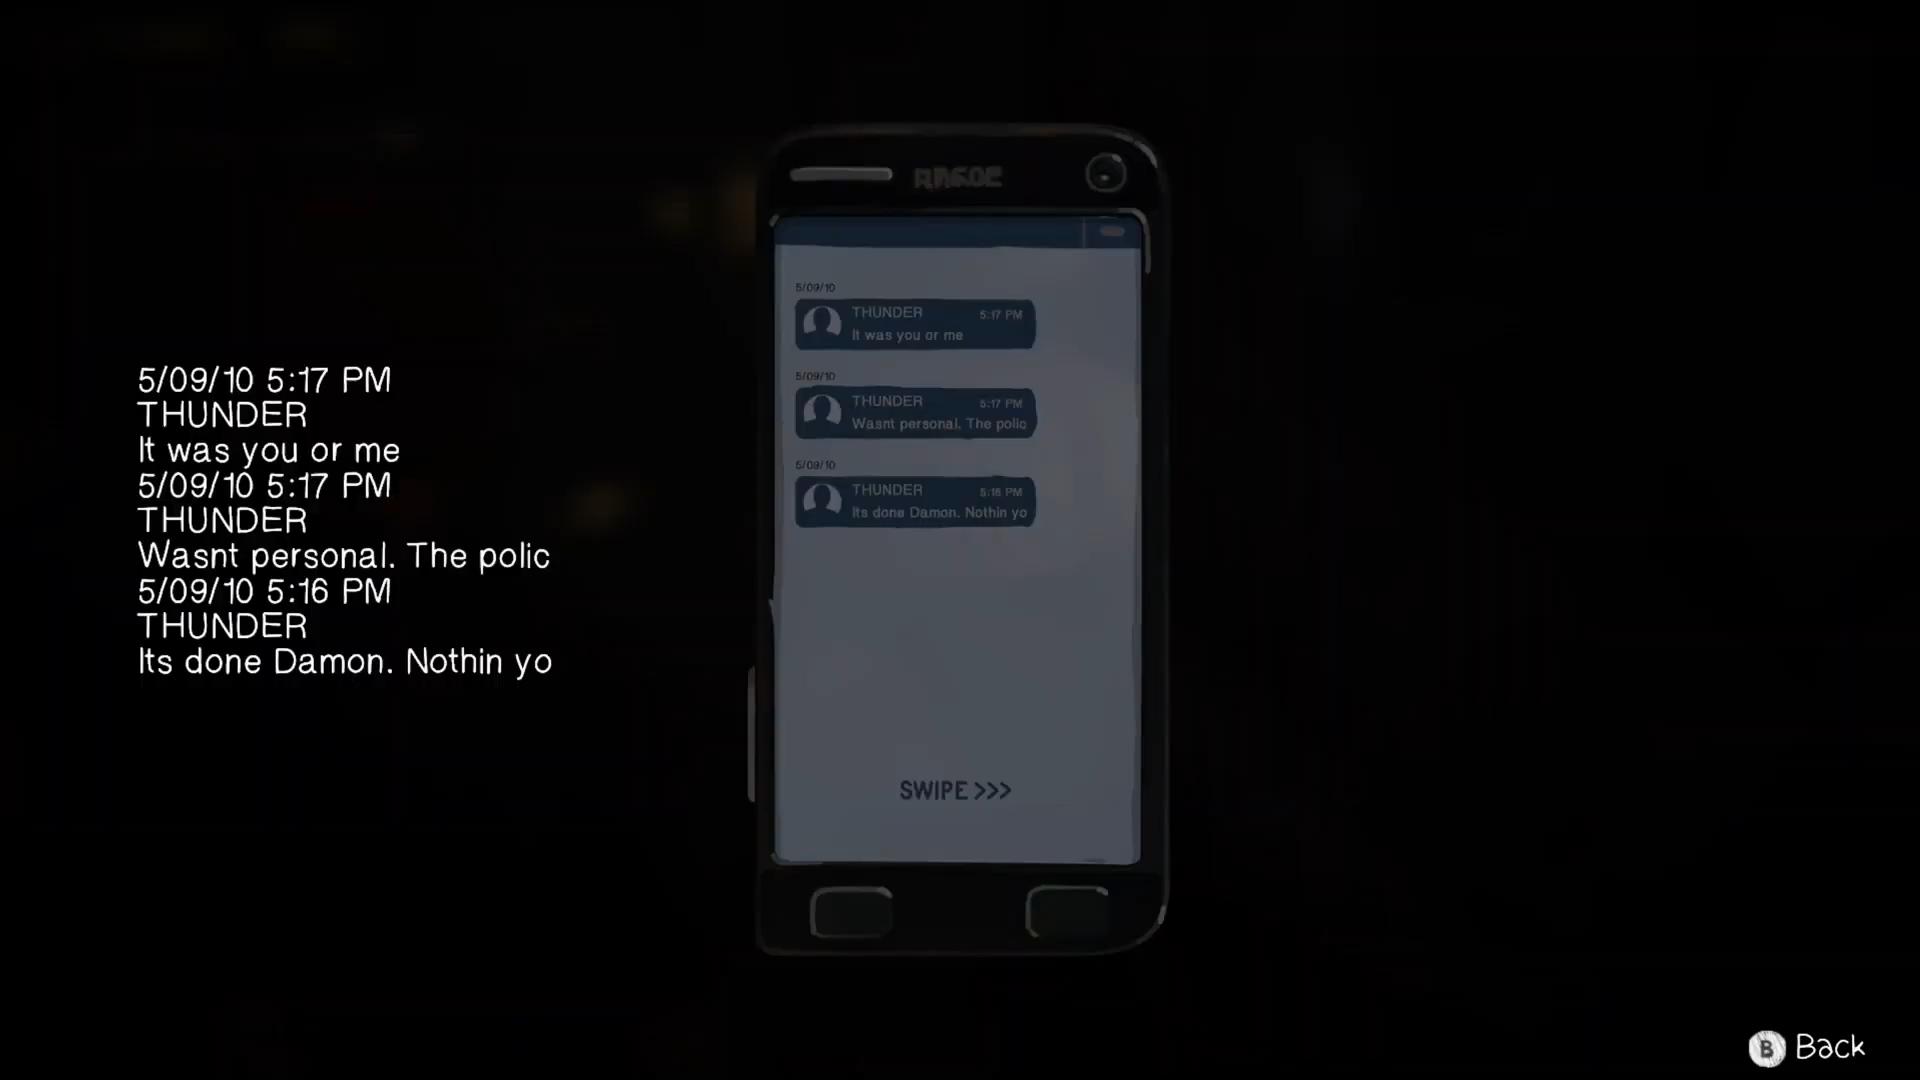 5/09/10 5:17 PM
THUNDER
It was you or me
5/09/10 5:17 PM
THUNDER
Wasnt personal. The polic
5/09/10 5:16 PM
THUNDER
Its done Damon. Nothin yo
5/09/10
THUNDER 5:17 PM
It was you or me
5/09/10
THUNDER 5:17 PM
Wasnt personal. The polic
5/09/10
THUNDER 5:16 PM
Its done Damon. Nothin yo
SWIPE >>>
B Back